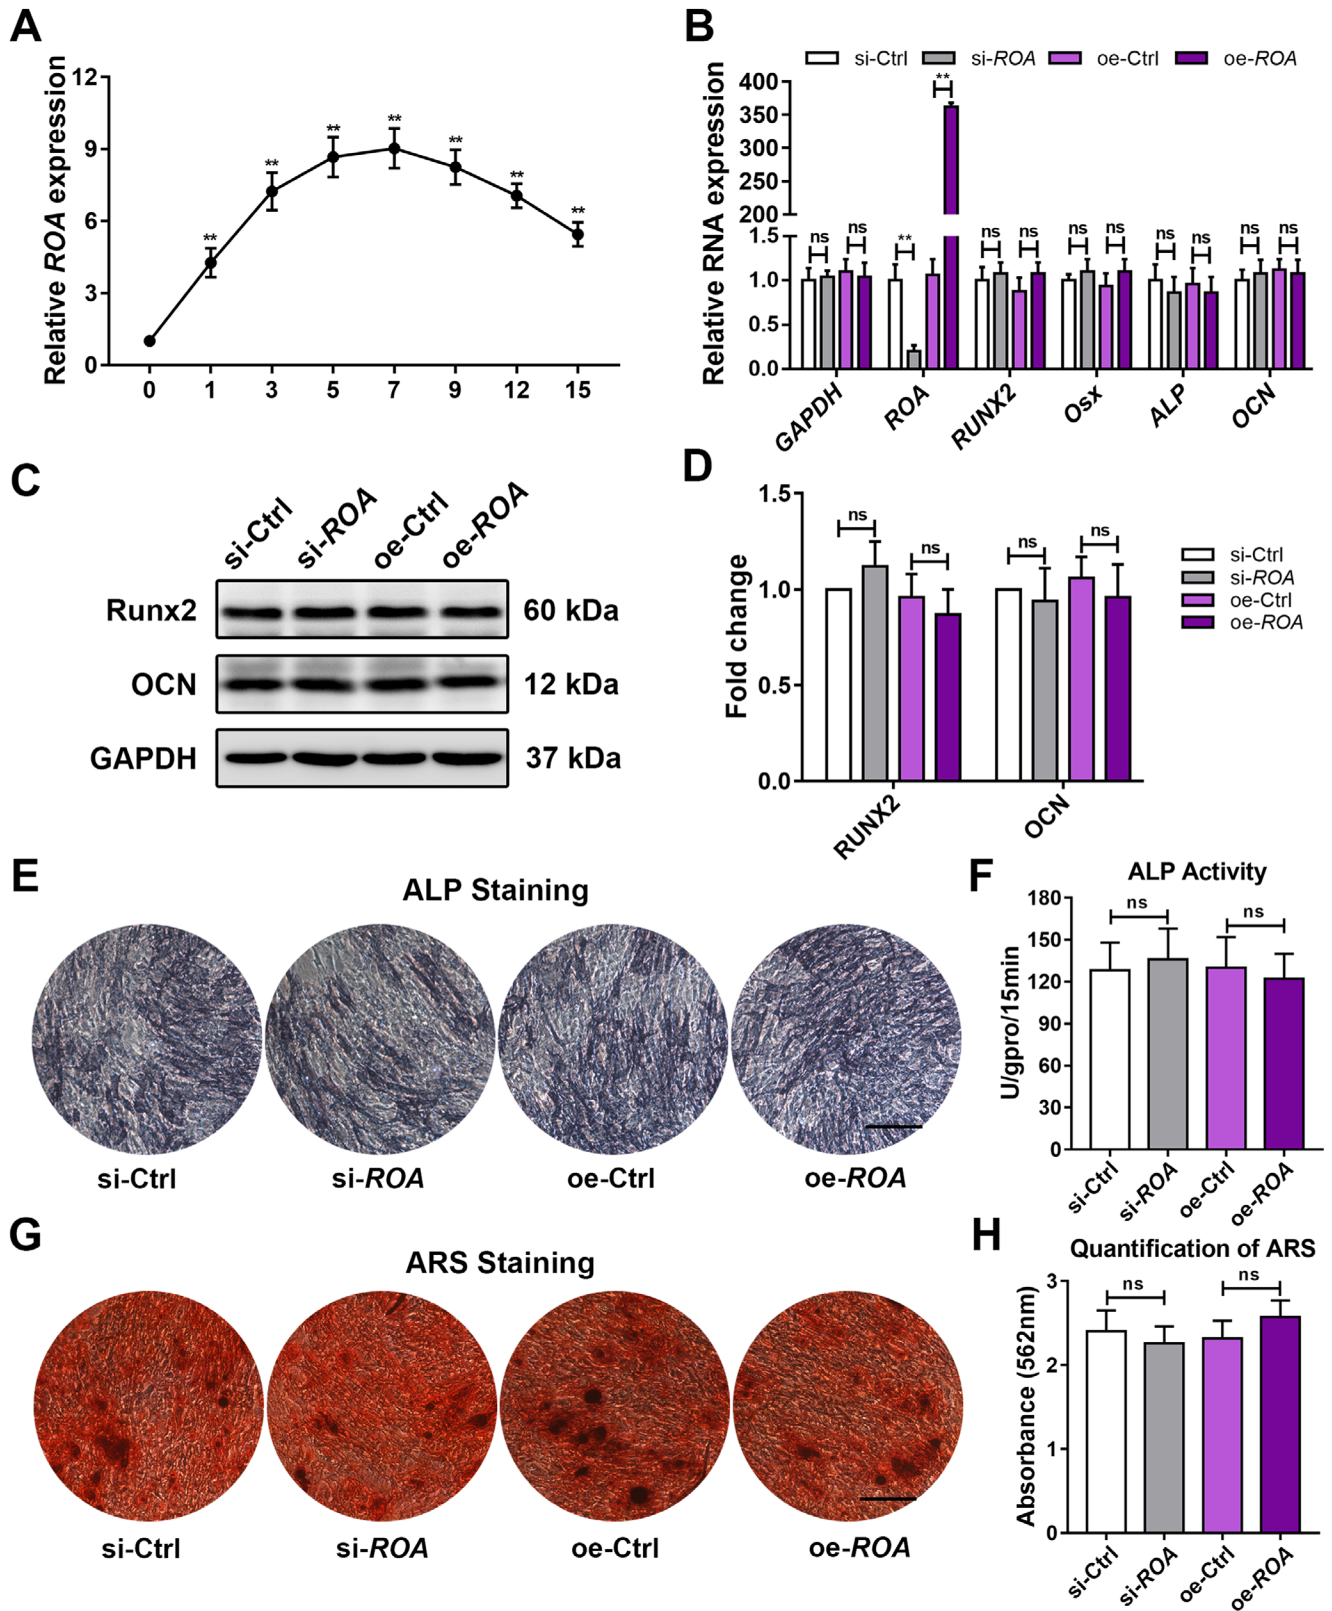 A
Relative ROA expression
12
9
6
3
0
** ** ** ** ** ** **
0 1 3 5 7 9 12 15
B
si-Ctrl si-ROA oe-Ctrl oe-ROA
Relative RNA expression
400
350
300
250
200
1.5
1.0
0.5
0.0
**
ns ns ** ns ns ns ns ns ns ns ns
GAPDH ROA RUNX2 Osx ALP OCN
C
si-Ctrl si-ROA oe-Ctrl oe-ROA
Runx2 60 kDa
OCN 12 kDa
GAPDH 37 kDa
D
Fold change
1.5
1.0
0.5
0.0
ns ns ns ns
RUNX2 OCN
si-Ctrl
si-ROA
oe-Ctrl
oe-ROA
E
ALP Staining
si-Ctrl si-ROA oe-Ctrl oe-ROA
F
ALP Activity
U/gpro/15min
180
150
120
90
60
30
0
ns ns
si-Ctrl si-ROA oe-Ctrl oe-ROA
G
ARS Staining
si-Ctrl si-ROA oe-Ctrl oe-ROA
H
Quantification of ARS
Absorbance (562nm)
3
2
1
0
ns ns
si-Ctrl si-ROA oe-Ctrl oe-ROA